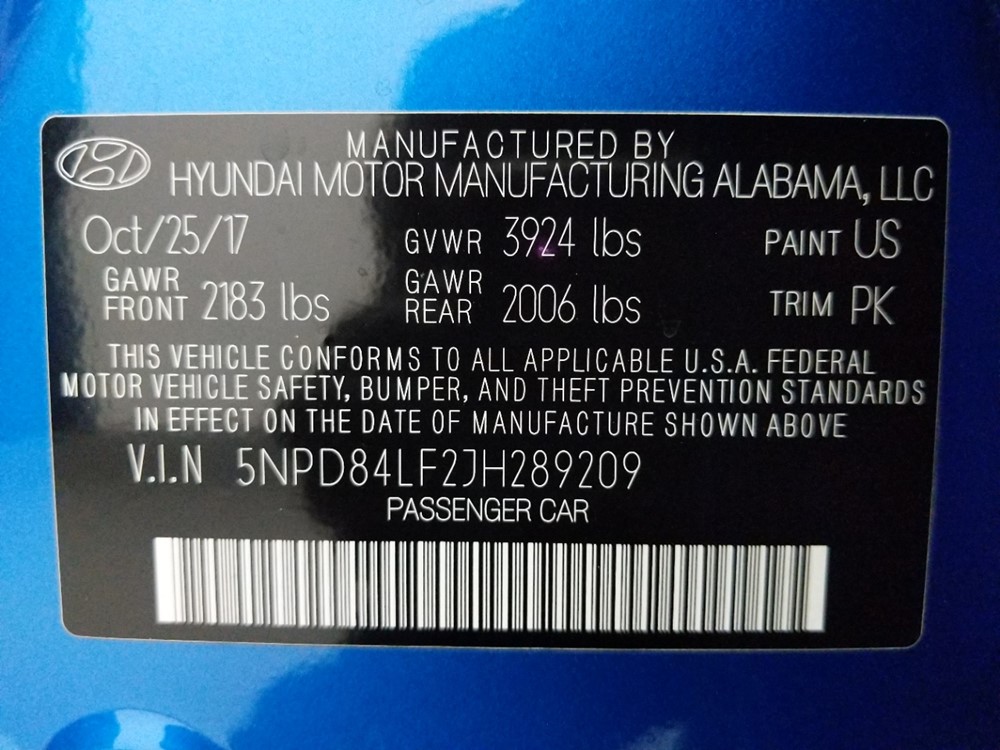 MANUFACTURED BY
HYUNDAI MOTOR MANUFACTURING ALABAMA, LLC
Oct/25/17 GVWR 3924 lbs PAINT US
GAWR FRONT 2183 lbs GAWR REAR 2006 lbs TRIM PK
THIS VEHICLE CONFORMS TO ALL APPLICABLE U.S.A. FEDERAL
MOTOR VEHICLE SAFETY, BUMPER, AND THEFT PREVENTION STANDARDS
IN EFFECT ON THE DATE OF MANUFACTURE SHOWN ABOVE
V.I.N 5NPD84LF2JH289209
PASSENGER CAR